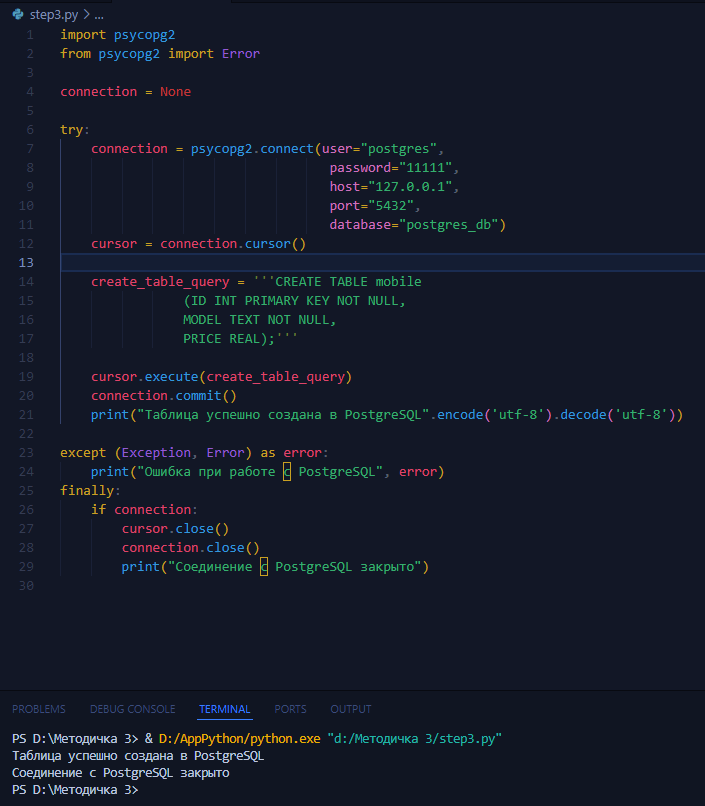 step3.py > ...
1 import psycopg2
2 from psycopg2 import Error
3
4 connection = None
5
6 try:
7     connection = psycopg2.connect(user="postgres",
8                                    password="11111",
9                                    host="127.0.0.1",
10                                   port="5432",
11                                   database="postgres_db")
12     cursor = connection.cursor()
13
14     create_table_query = '''CREATE TABLE mobile
15                 (ID INT PRIMARY KEY NOT NULL,
16                 MODEL TEXT NOT NULL,
17                 PRICE REAL);'''
18
19     cursor.execute(create_table_query)
20     connection.commit()
21     print("Таблица успешно создана в PostgreSQL".encode('utf-8').decode('utf-8'))
22
23 except (Exception, Error) as error:
24     print("Ошибка при работе с PostgreSQL", error)
25 finally:
26     if connection:
27         cursor.close()
28         connection.close()
29         print("Соединение с PostgreSQL закрыто")
30
PROBLEMS DEBUG CONSOLE TERMINAL PORTS OUTPUT
PS D:\Методичка 3> & D:/AppPython/python.exe "d:/Методичка 3/step3.py"
Таблица успешно создана в PostgreSQL
Соединение с PostgreSQL закрыто
PS D:\Методичка 3>